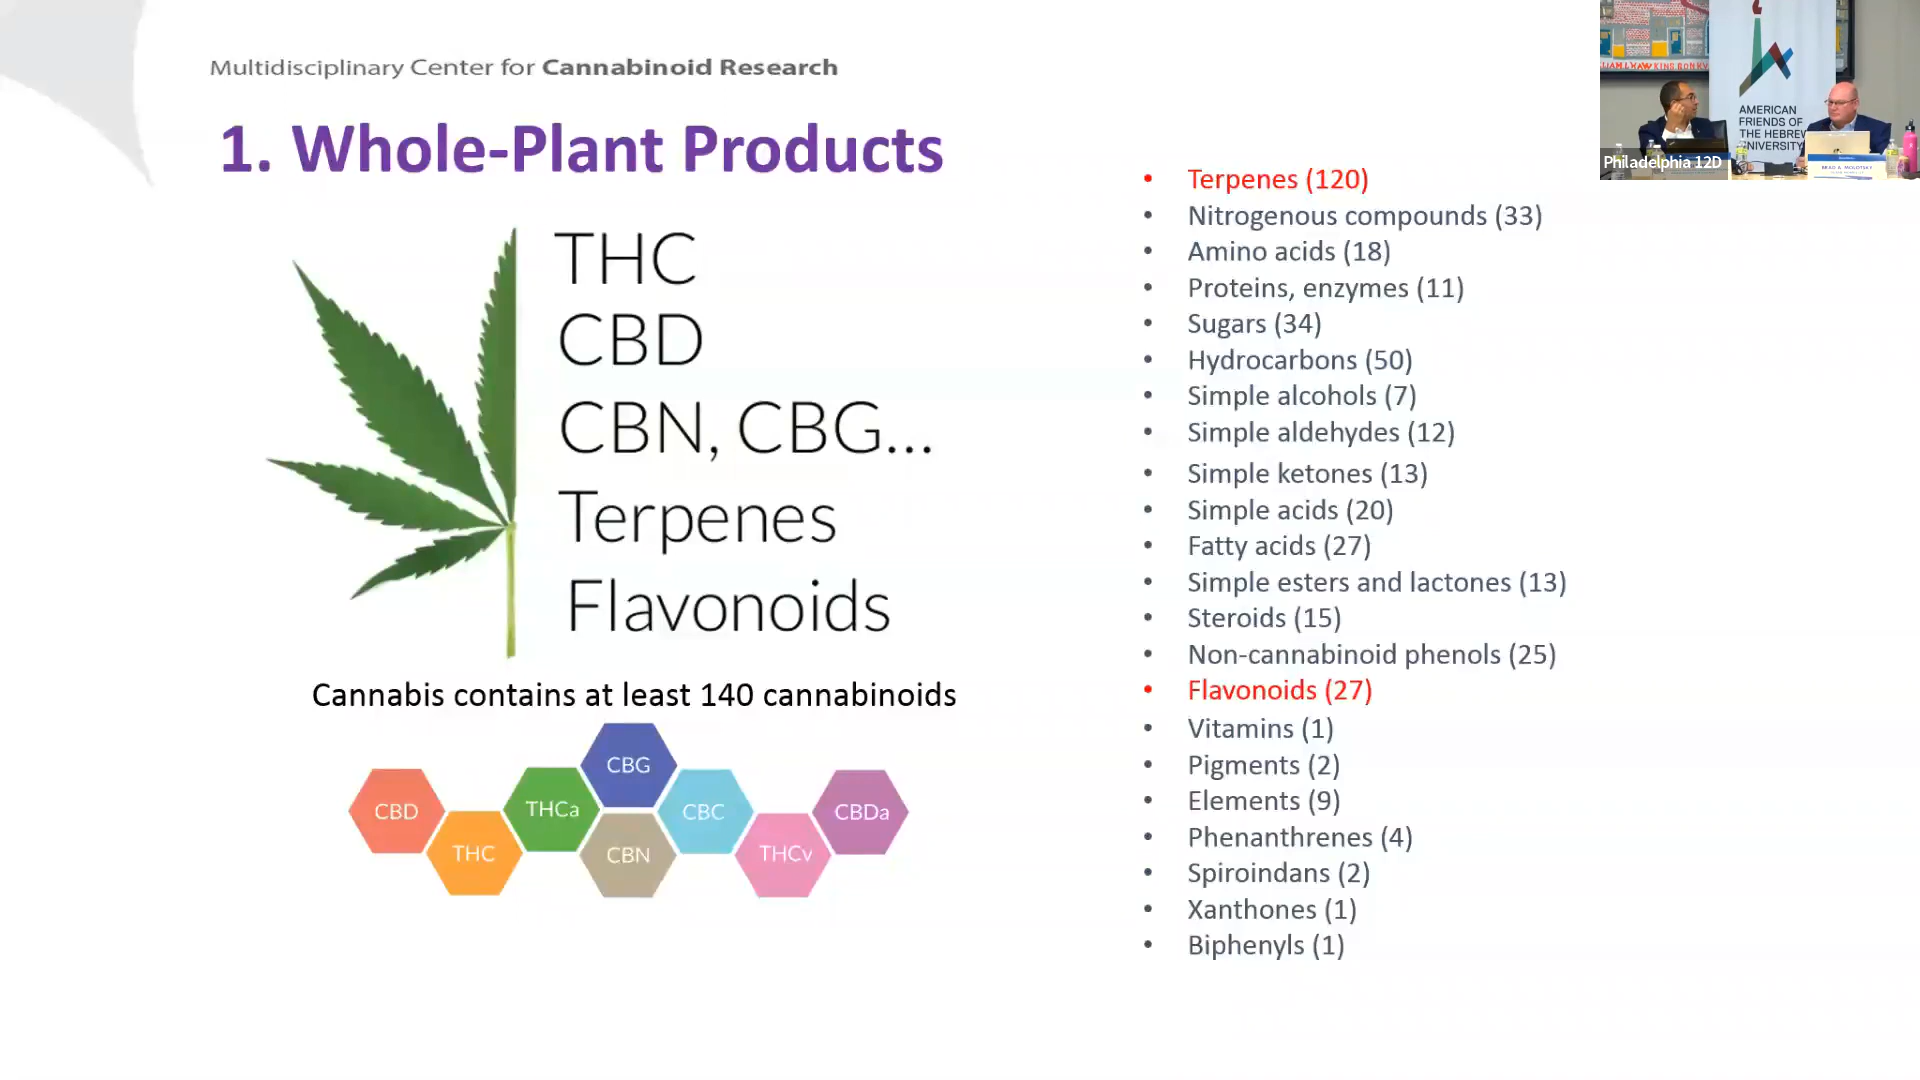 Multidisciplinary Center for Cannabinoid Research
1. Whole-Plant Products
THC
CBD
CBN, CBG...
Terpenes
Flavonoids
Cannabis contains at least 140 cannabinoids
CBD
THC
THCa
CBG
CBN
CBC
THCv
CBDa
• Terpenes (120)
• Nitrogenous compounds (33)
• Amino acids (18)
• Proteins, enzymes (11)
• Sugars (34)
• Hydrocarbons (50)
• Simple alcohols (7)
• Simple aldehydes (12)
• Simple ketones (13)
• Simple acids (20)
• Fatty acids (27)
• Simple esters and lactones (13)
• Steroids (15)
• Non-cannabinoid phenols (25)
• Flavonoids (27)
• Vitamins (1)
• Pigments (2)
• Elements (9)
• Phenanthrenes (4)
• Spiroindans (2)
• Xanthones (1)
• Biphenyls (1)
AMERICAN
FRIENDS OF
THE HEBREW
UNIVERSITY
Philadelphia 12D